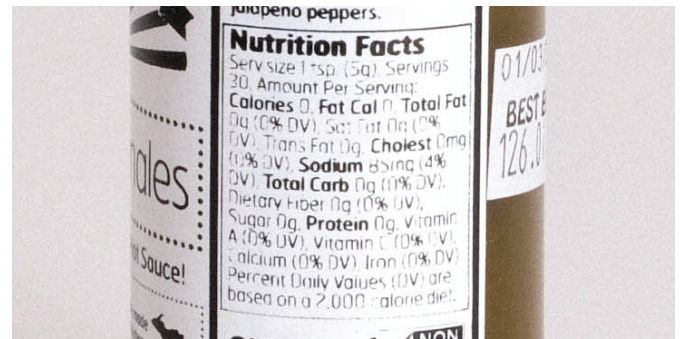 jalapeno peppers.
Nutrition Facts
Serv size 1 tsp. (5g), Servings
30, Amount Per Serving:
Calories 0, Fat Cal 0, Total Fat
0g (0% DV), Sat Fat 0g (0%
DV), Trans Fat 0g, Cholest 0mg
(0% DV), Sodium 85mg (4%
DV), Total Carb 0g (0% DV),
Dietary Fiber 0g (0% DV),
Sugar 0g, Protein 0g, Vitamin
A (0% DV), Vitamin C (0% DV),
Calcium (0% DV), Iron (0% DV)
Percent Daily Values (DV) are
based on a 2,000 calorie diet.
NON
ales
Sauce!
01/03
BEST
126.0